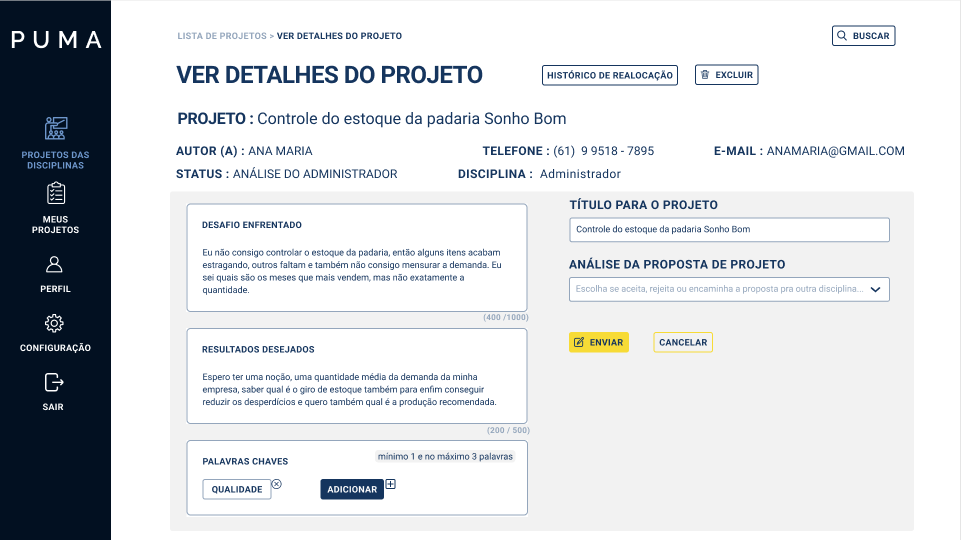 PUMA
PROJETOS DAS
DISCIPLINAS
MEUS
PROJETOS
PERFIL
CONFIGURAÇÃO
SAIR
LISTA DE PROJETOS > VER DETALHES DO PROJETO
BUSCAR
VER DETALHES DO PROJETO
HISTÓRICO DE REALOCAÇÃO
EXCLUIR
PROJETO : Controle do estoque da padaria Sonho Bom
AUTOR (A) : ANA MARIA
TELEFONE : (61) 9 9518 - 7895
E-MAIL : ANAMARIA@GMAIL.COM
STATUS : ANÁLISE DO ADMINISTRADOR
DISCIPLINA : Administrador
DESAFIO ENFRENTADO
Eu não consigo controlar o estoque da padaria, então alguns itens acabam
estragando, outros faltam e também não consigo mensurar a demanda. Eu
sei quais são os meses que mais vendem, mas não exatamente a
quantidade.
(400 /1000)
RESULTADOS DESEJADOS
Espero ter uma noção, uma quantidade média da demanda da minha
empresa, saber qual é o giro de estoque também para enfim conseguir
reduzir os desperdícios e quero também qual é a produção recomendada.
(200 / 500)
PALAVRAS CHAVES
mínimo 1 e no máximo 3 palavras
QUALIDADE
ADICIONAR
TÍTULO PARA O PROJETO
Controle do estoque da padaria Sonho Bom
ANÁLISE DA PROPOSTA DE PROJETO
Escolha se aceita, rejeita ou encaminha a proposta pra outra disciplina...
ENVIAR
CANCELAR